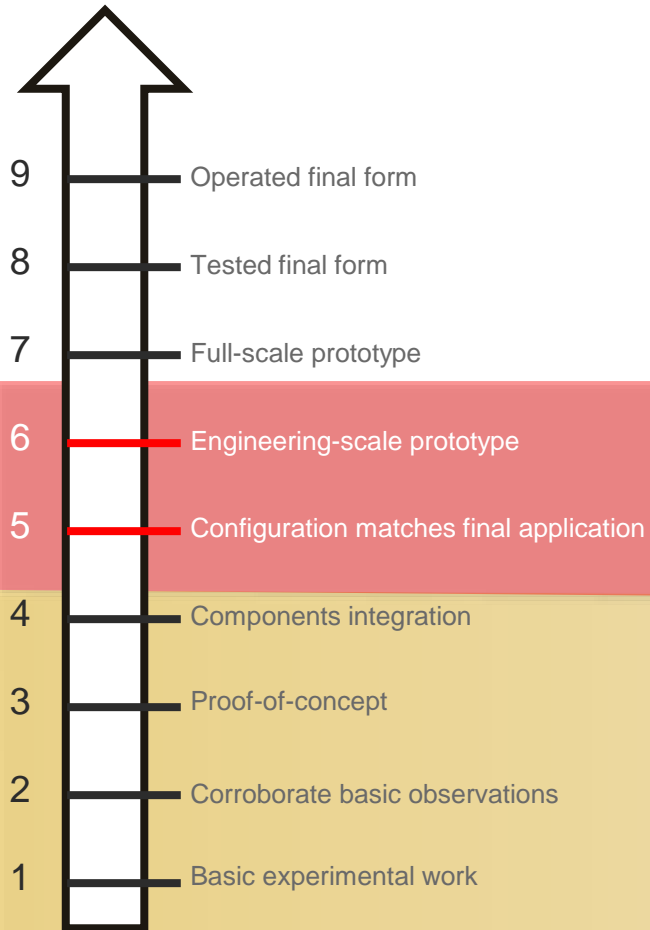 9 Operated final form
8 Tested final form
7 Full-scale prototype
6 Engineering-scale prototype
5 Configuration matches final application
4 Components integration
3 Proof-of-concept
2 Corroborate basic observations
1 Basic experimental work